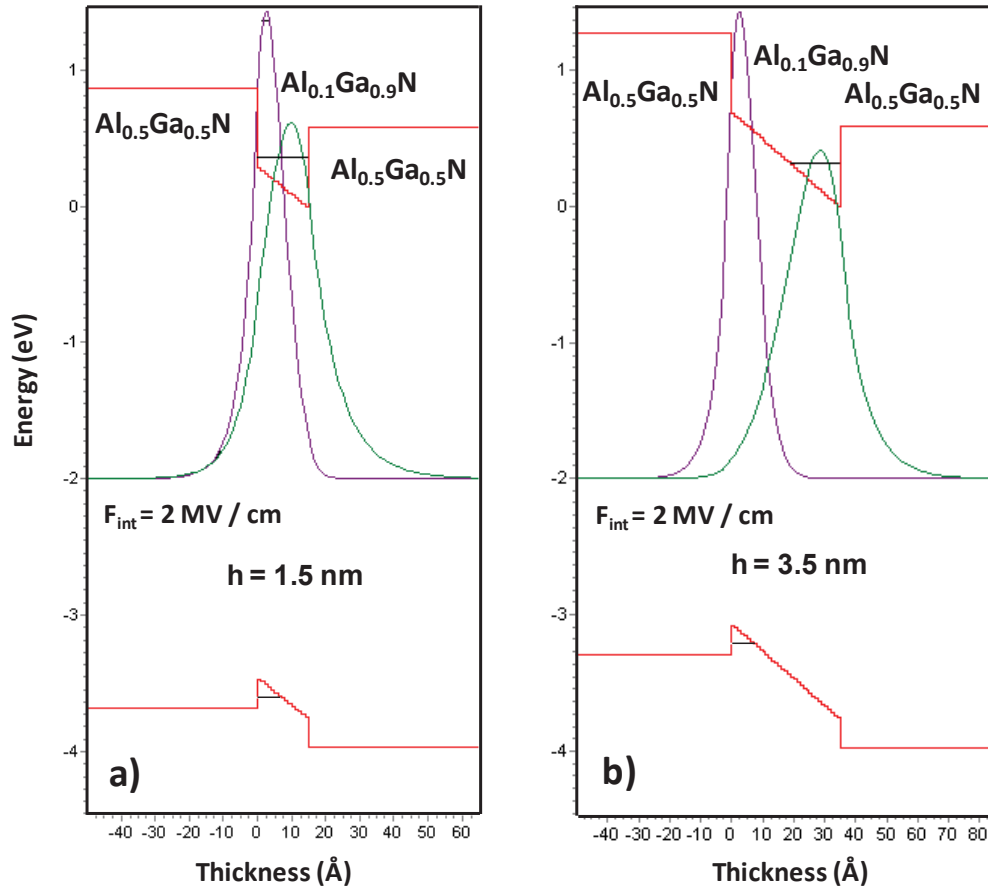 Al0.5Ga0.5N
Al0.1Ga0.9N
Al0.5Ga0.5N
Energy (eV)
1
0
-1
-2
-3
-4
Fint = 2 MV / cm
h = 1.5 nm
a)
-40 -30 -20 -10 0 10 20 30 40 50 60
Thickness (Å)
Al0.5Ga0.5N
Al0.1Ga0.9N
Al0.5Ga0.5N
1
0
-1
-2
-3
-4
Fint = 2 MV / cm
h = 3.5 nm
b)
-40 -30 -20 -10 0 10 20 30 40 50 60 70 80
Thickness (Å)